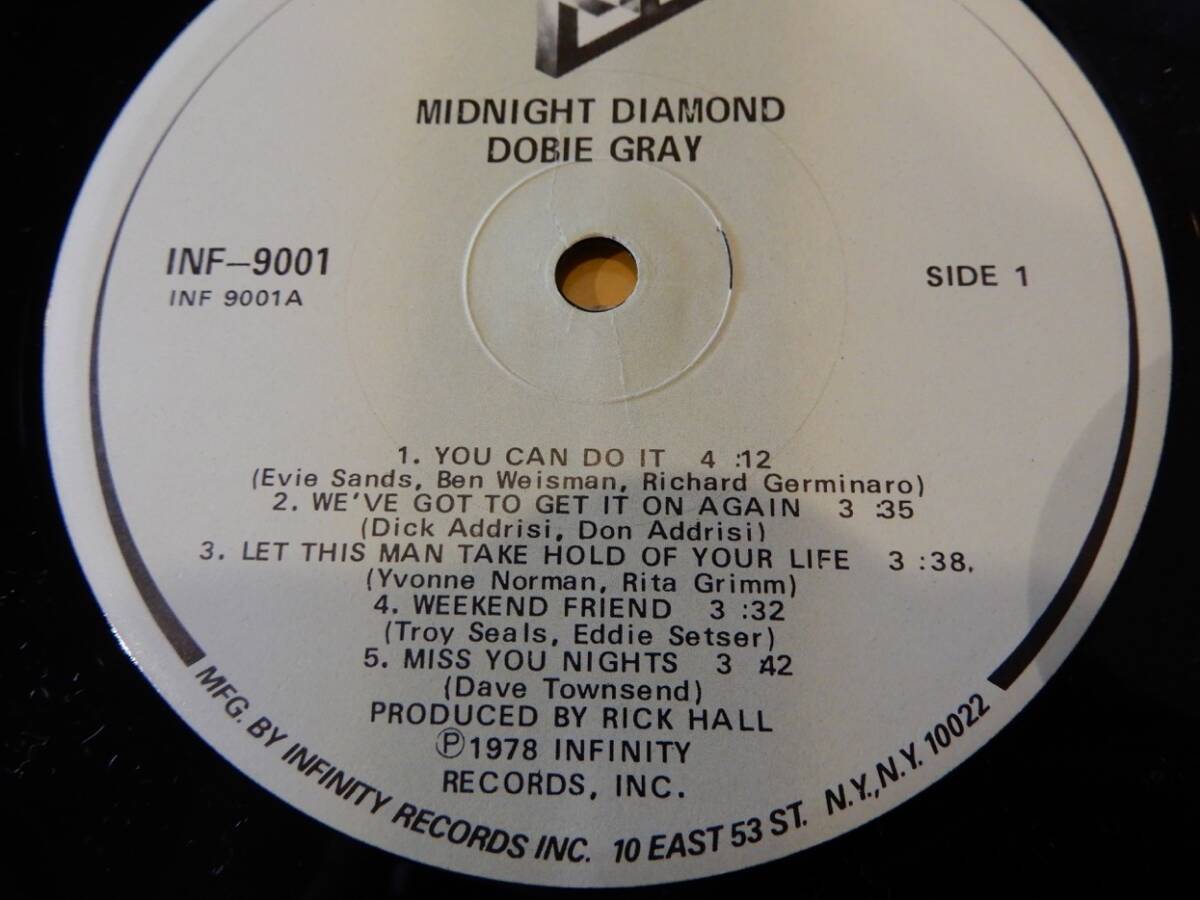 MIDNIGHT DIAMOND
DOBIE GRAY
INF–9001
INF 9001A
SIDE 1
1. YOU CAN DO IT 4 :12
(Evie Sands, Ben Weisman, Richard Germinaro)
2. WE'VE GOT TO GET IT ON AGAIN 3 :35
(Dick Addrisi, Don Addrisi)
3. LET THIS MAN TAKE HOLD OF YOUR LIFE 3 :38.
(Yvonne Norman, Rita Grimm)
4. WEEKEND FRIEND 3 :32
(Troy Seals, Eddie Setser)
5. MISS YOU NIGHTS 3 :42
(Dave Townsend)
PRODUCED BY RICK HALL
Ⓟ1978 INFINITY
RECORDS, INC.
MFG. BY INFINITY RECORDS INC. 10 EAST 53 ST. N.Y., N.Y. 10022